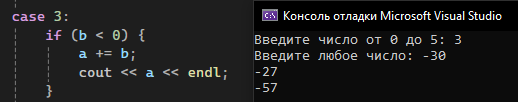 case 3:
if (b < 0) {
a += b;
cout << a << endl;
}
Консоль отладки Microsoft Visual Studio
Введите число от 0 до 5: 3
Введите любое число: -30
-27
-57